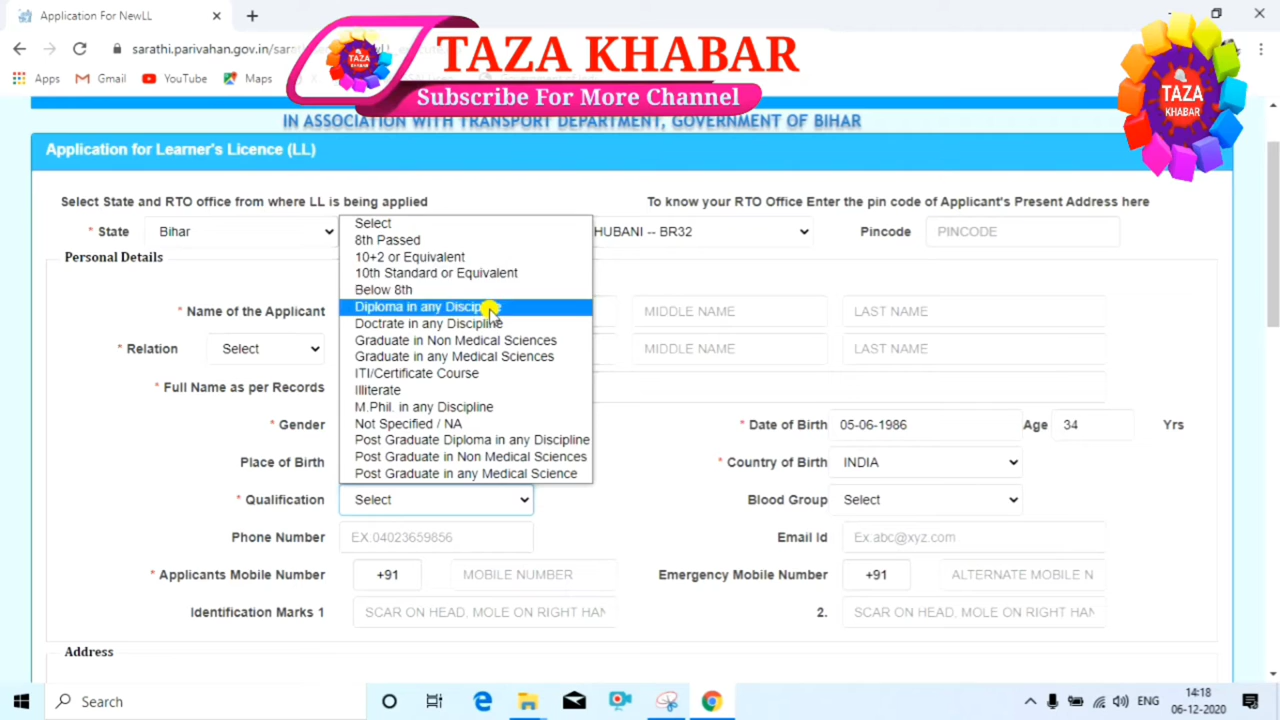 Application For NewLL
sarathi.parivahan.gov.in/sarat
Apps
Gmail
YouTube
Maps
TAZA
KHABAR
TAZA KHABAR
Subscribe For More Channel
TAZA
KHABAR
IN ASSOCIATION WITH TRANSPORT DEPARTMENT, GOVERNMENT OF BIHAR
Application for Learner's Licence (LL)
Select State and RTO office from where LL is being applied
To know your RTO Office Enter the pin code of Applicant's Present Address here
* State
Bihar
HUBANI -- BR32
Pincode
PINCODE
Personal Details
Select
8th Passed
10+2 or Equivalent
10th Standard or Equivalent
Below 8th
Diploma in any Discipline
Doctrate in any Discipline
Graduate in Non Medical Sciences
Graduate in any Medical Sciences
ITI/Certificate Course
Illiterate
M.Phil. in any Discipline
Not Specified / NA
Post Graduate Diploma in any Discipline
Post Graduate in Non Medical Sciences
Post Graduate in any Medical Science
* Name of the Applicant
MIDDLE NAME
LAST NAME
* Relation
Select
MIDDLE NAME
LAST NAME
* Full Name as per Records
* Gender
* Date of Birth
05-06-1986
Age
34
Yrs
Place of Birth
* Country of Birth
INDIA
* Qualification
Select
Blood Group
Select
Phone Number
EX.04023659856
Email Id
Ex.abc@xyz.com
* Applicants Mobile Number
+91
MOBILE NUMBER
Emergency Mobile Number
+91
ALTERNATE MOBILE N
Identification Marks 1
SCAR ON HEAD, MOLE ON RIGHT HAN
2.
SCAR ON HEAD, MOLE ON RIGHT HAN
Address
Search
ENG
14:18
06-12-2020